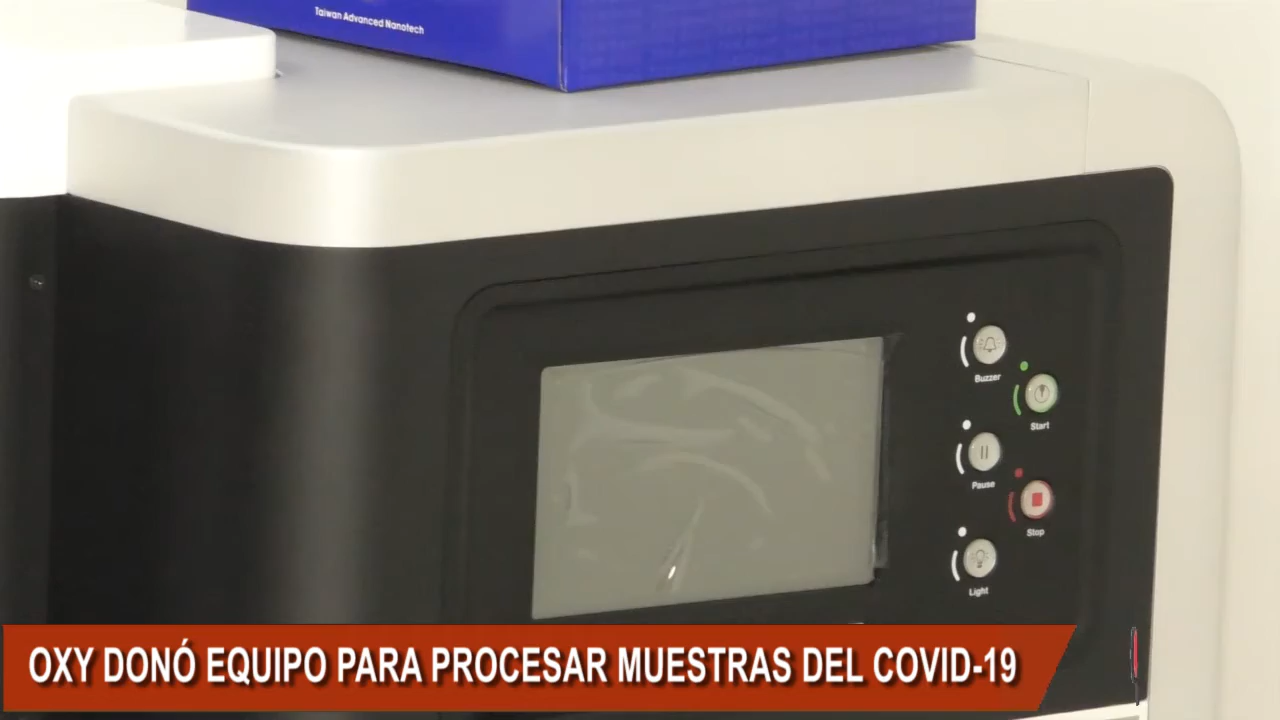 Taiwan Advanced Nanotech
Buzzer
Start
Pause
Stop
Light
OXY DONÓ EQUIPO PARA PROCESAR MUESTRAS DEL COVID-19